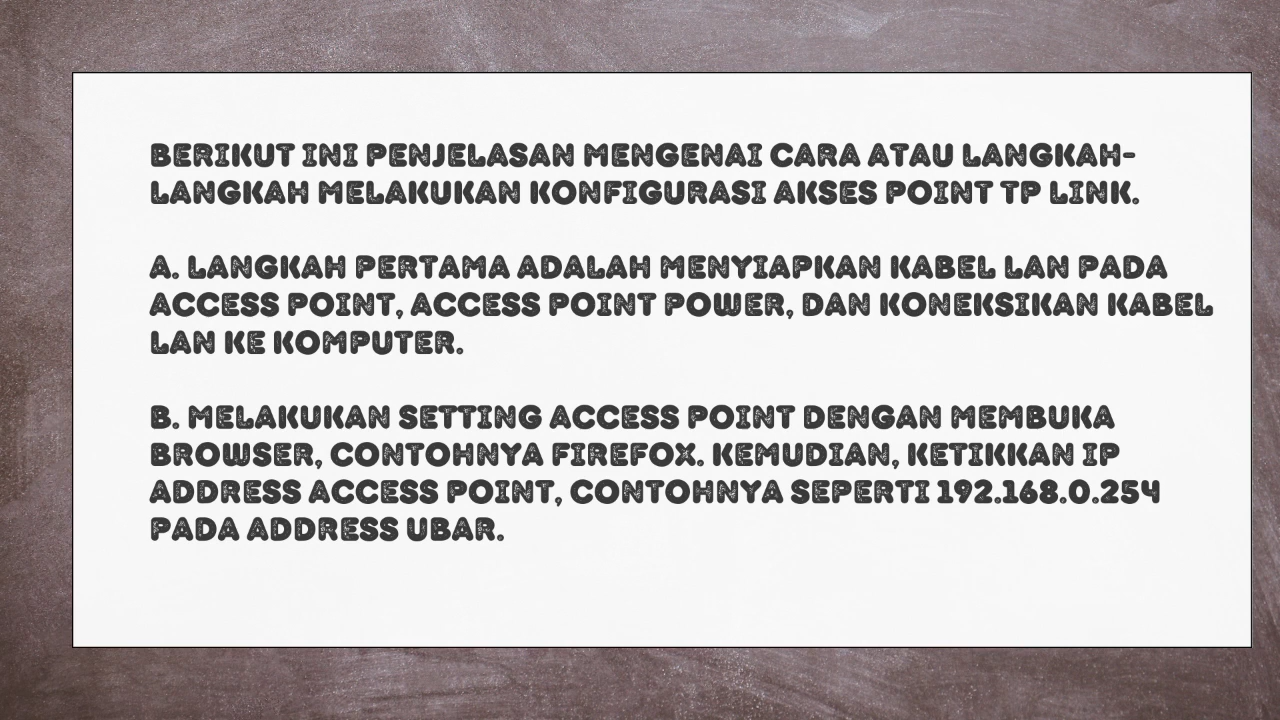 BERIKUT INI PENJELASAN MENGENAI CARA ATAU LANGKAH-
LANGKAH MELAKUKAN KONFIGURASI AKSES POINT TP LINK.
A. LANGKAH PERTAMA ADALAH MENYIAPKAN KABEL LAN PADA
ACCESS POINT, ACCESS POINT POWER, DAN KONEKSIKAN KABEL
LAN KE KOMPUTER.
B. MELAKUKAN SETTING ACCESS POINT DENGAN MEMBUKA
BROWSER, CONTOHNYA FIREFOX. KEMUDIAN, KETIKKAN IP
ADDRESS ACCESS POINT, CONTOHNYA SEPERTI 192.168.0.254
PADA ADDRESS UBAR.